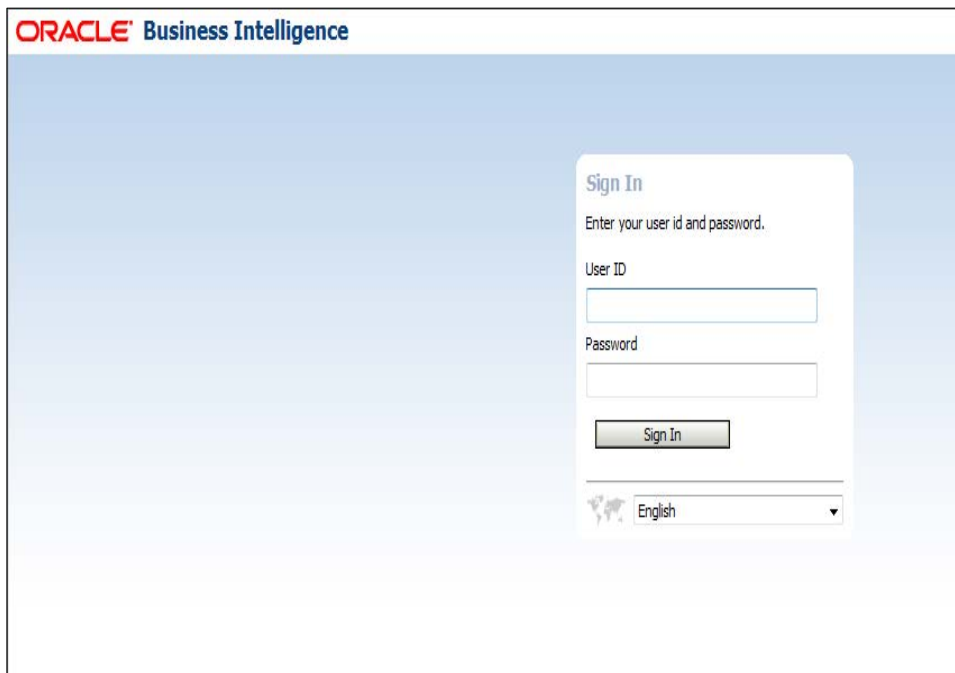 ORACLE® Business Intelligence
Sign In
Enter your user id and password.
User ID
Password
Sign In
English